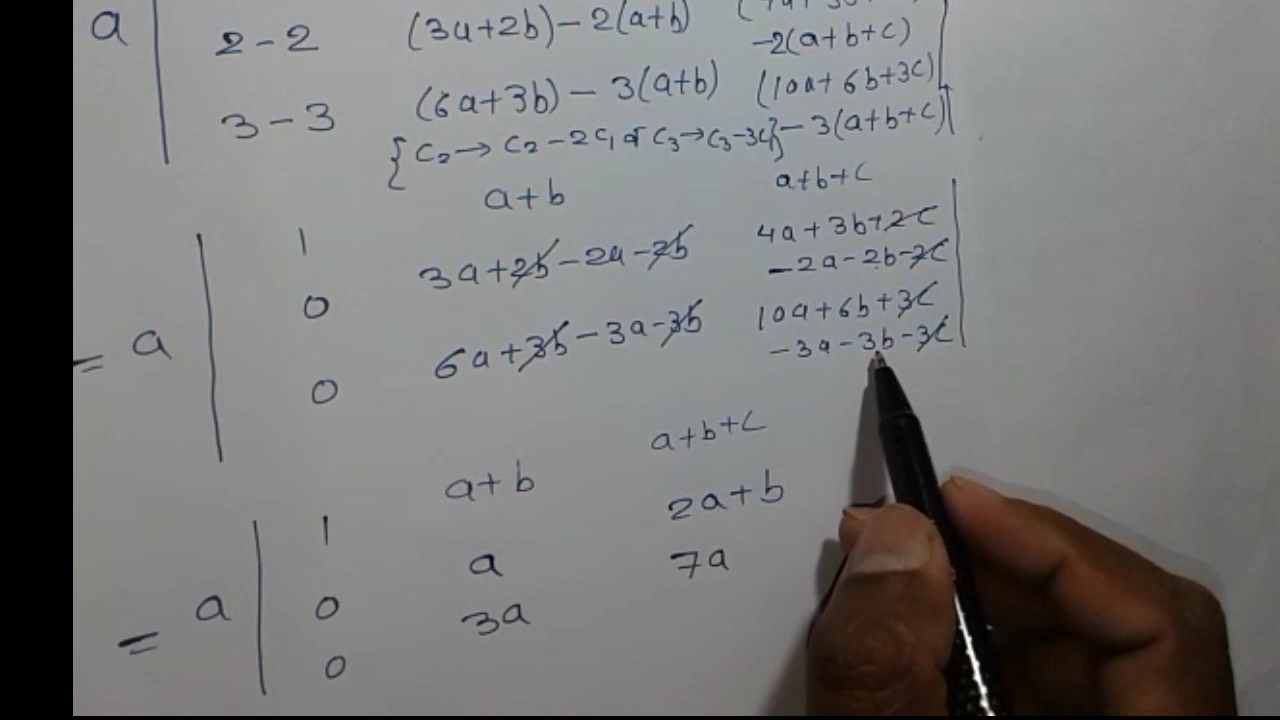 a | 2-2 (3a+2b)-2(a+b) -2(a+b+c) |
3-3 (6a+3b)-3(a+b) (10a+6b+3c) -3(a+b+c) |
{C₂→C₂-2C₁ or C₃→C₃-3C₁}
= a | 1 a+b a+b+c |
0 3a+2b-2a-2b 4a+3b+2c -2a-2b-2c
0 6a+3b-3a-3b 10a+6b+3c -3a-3b-3c
= a | 1 a+b a+b+c
0 a 2a+b
0 3a 7a